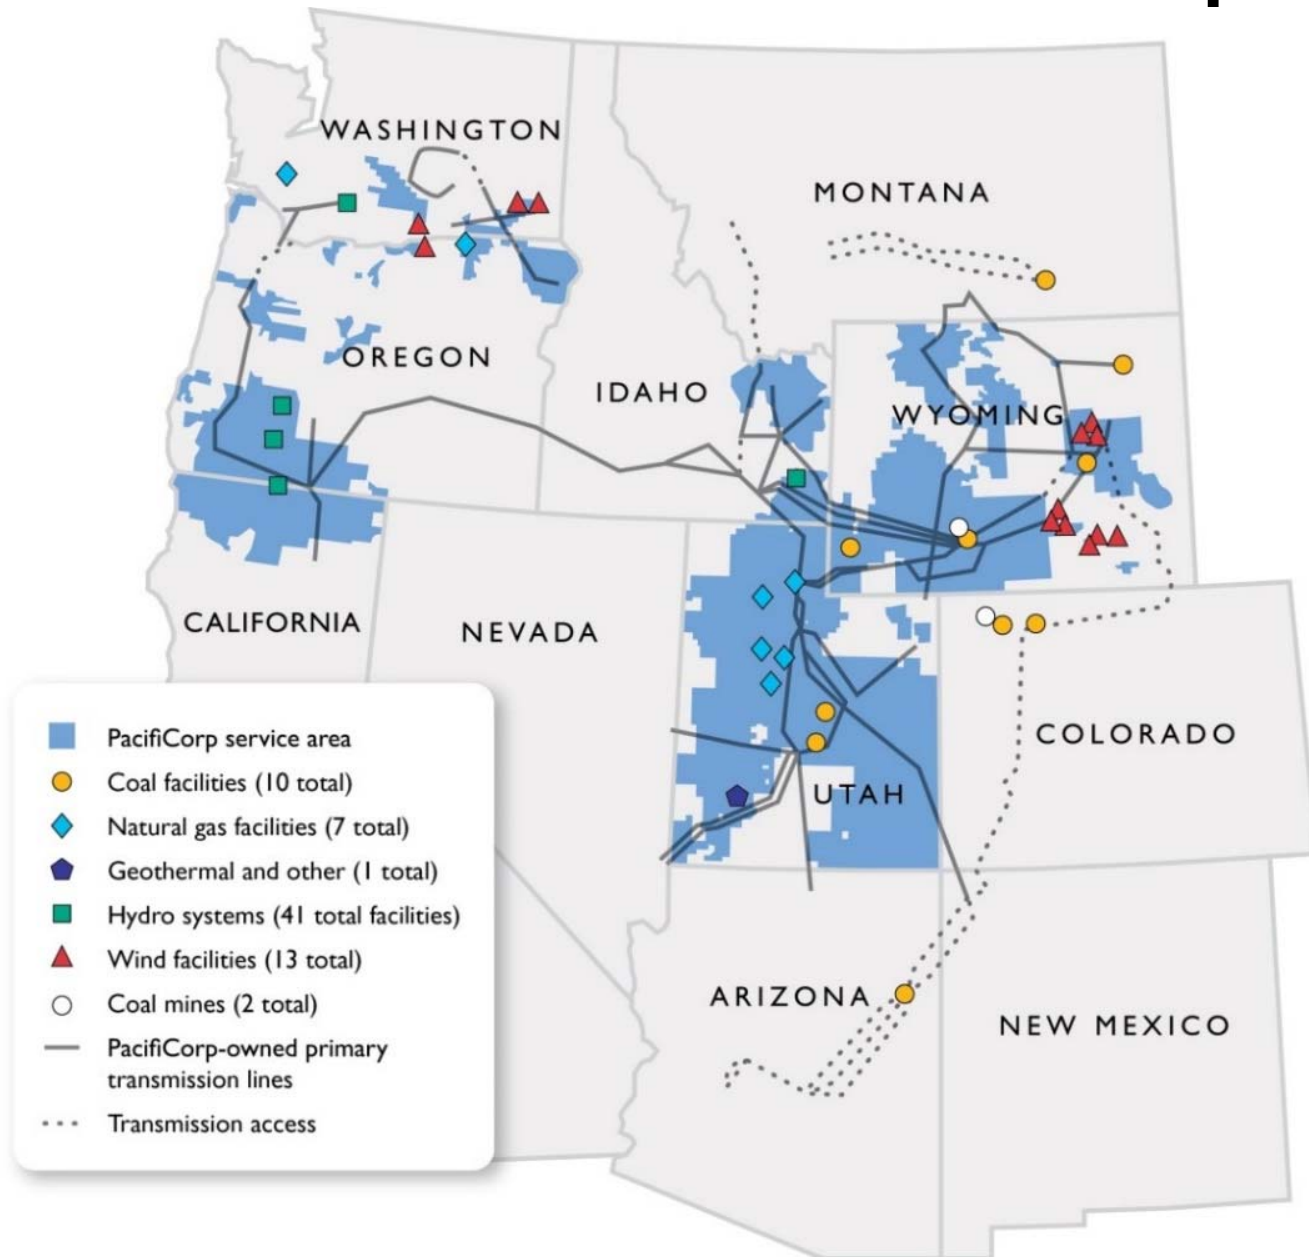 WASHINGTON
MONTANA
OREGON
IDAHO
WYOMING
CALIFORNIA
NEVADA
COLORADO
UTAH
ARIZONA
NEW MEXICO
PacifiCorp service area
Coal facilities (10 total)
Natural gas facilities (7 total)
Geothermal and other (1 total)
Hydro systems (41 total facilities)
Wind facilities (13 total)
Coal mines (2 total)
PacifiCorp-owned primary
transmission lines
Transmission access